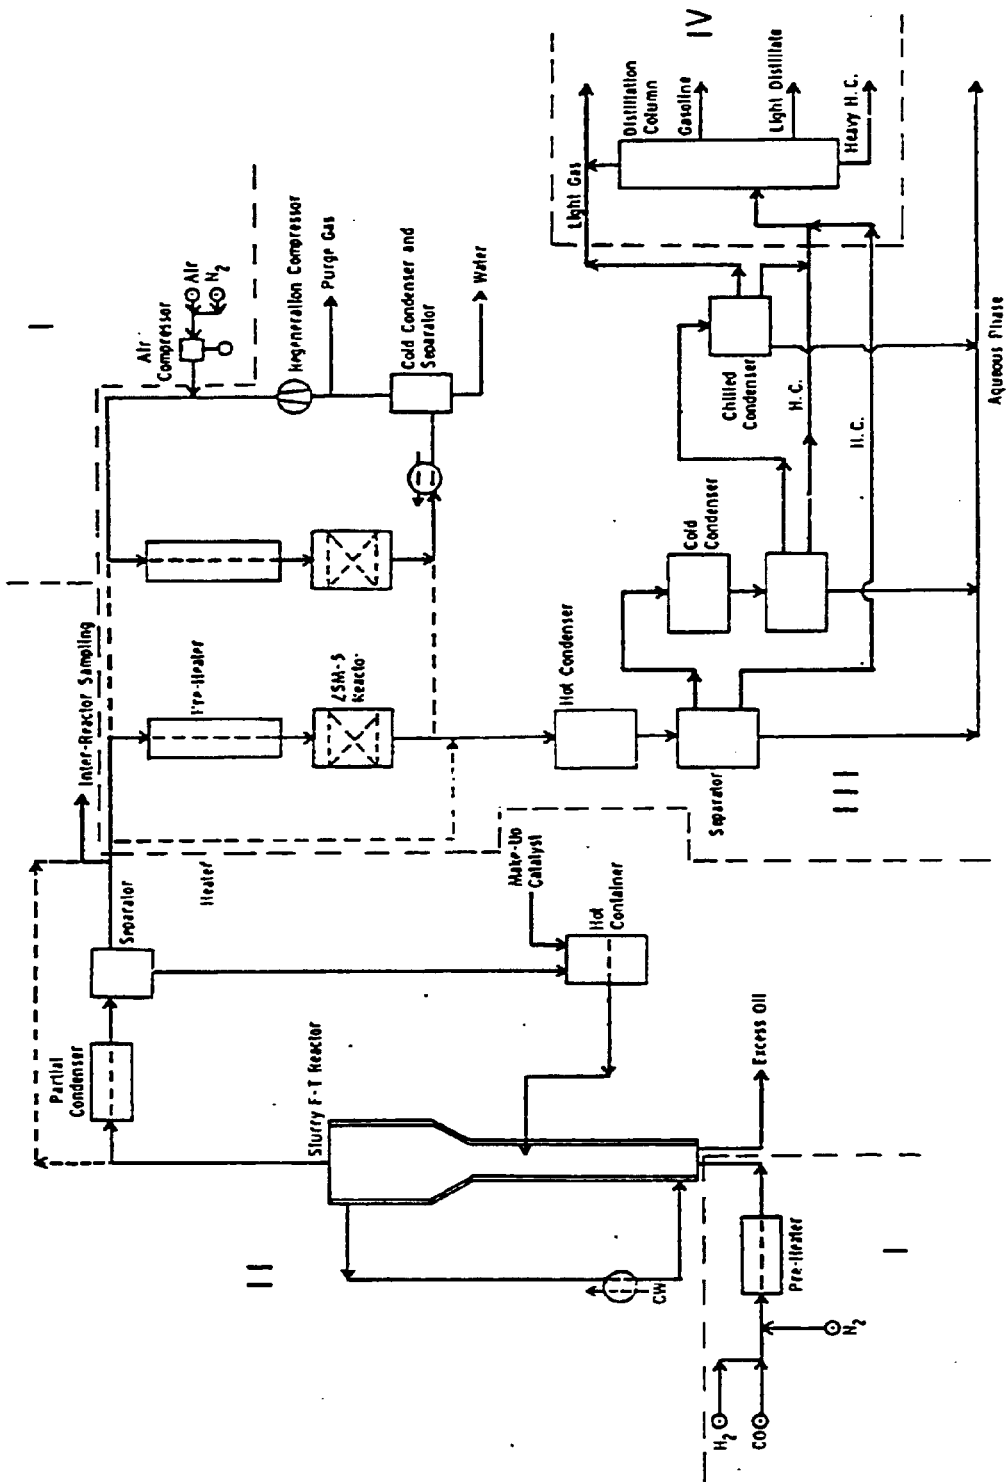 I
II
III
IV
I
H2
CO
N2
Pre-Heater
CW
Slurry F-T Reactor
Excess Oil
Partial
Condenser
Separator
Make-Up
Catalyst
Hot
Container
Heater
Inter-Reactor Sampling
Pre-Heater
ZSM-5
Reactor
Air
Compressor
Air
N2
Regeneration Compressor
Purge Gas
Cold Condenser and
Separator
Water
Hot Condenser
Separator
Cold
Condenser
Chilled
Condenser
H.C.
H.C.
Light Gas
Distillation
Column
Gasoline
Light Distillate
Heavy H.C.
Aqueous Phase